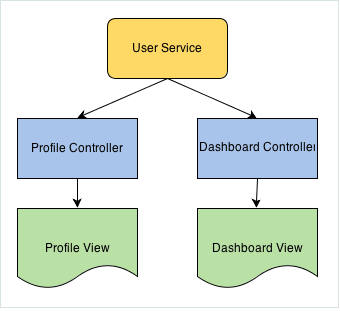 User Service
Profile Controller
Dashboard Controller
Profile View
Dashboard View